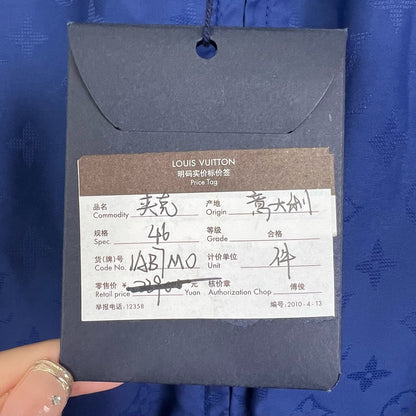 LOUIS VUITTON
明码实价标价签
Price Tag
品名 夹克 产地 意大利
Commodity Origin
规格 46 等级 合格
Spec. Grade
货(牌)号 1AB7MO 计价单位 件
Code No. Unit
零售价 ¥ 元 核价章
Retail price Yuan Authorization Chop 傅俊
举报电话:12358 编号:2010-4-13